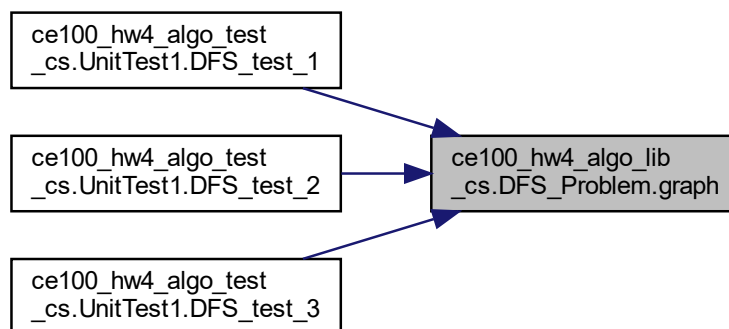 ce100_hw4_algo_test
_cs.UnitTest1.DFS_test_1
ce100_hw4_algo_test
_cs.UnitTest1.DFS_test_2
ce100_hw4_algo_lib
_cs.DFS_Problem.graph
ce100_hw4_algo_test
_cs.UnitTest1.DFS_test_3